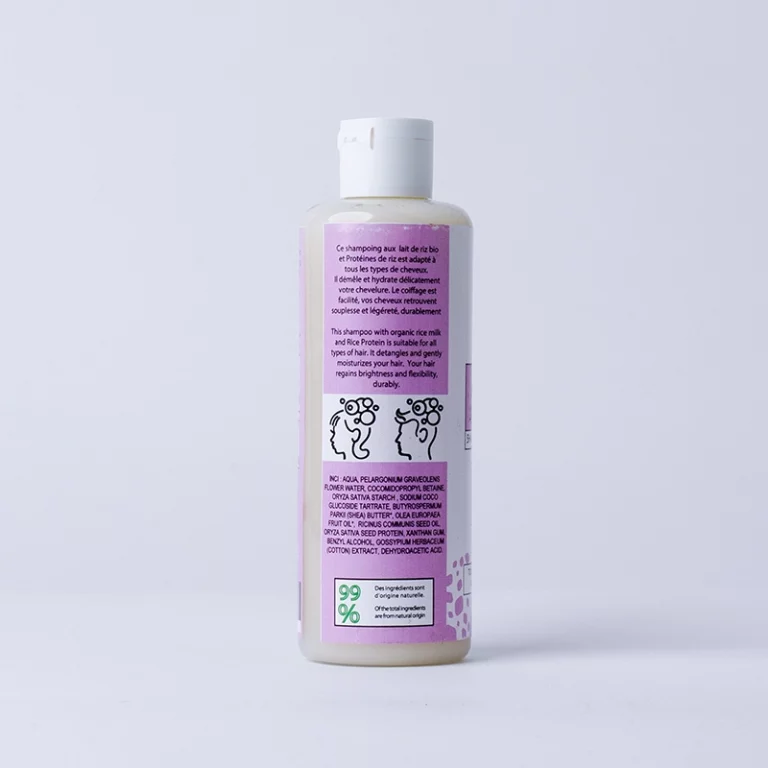 Ce shampoing aux lait de riz bio
et Protéines de riz est adapté à
tous les types de cheveux.
Il démêle et hydrate délicatement
votre chevelure. Le coiffage est
facilité, vos cheveux retrouvent
souplesse et légéreté, durablement
This shampoo with organic rice milk
and Rice Protein is suitable for all
types of hair. It detangles and gently
moisturizes your hair. Your hair
regains brightness and flexibility,
durably.
INCI : AQUA, PELARGONIUM GRAVEOLENS
FLOWER WATER, COCOMIDOPROPYL BETAINE,
ORYZA SATIVA STARCH , SODIUM COCO
GLUCOSIDE TARTRATE, BUTYROSPERMUM
PARKII (SHEA) BUTTER*, OLEA EUROPAEA
FRUIT OIL*, RICINUS COMMUNIS SEED OIL,
ORYZA SATIVA SEED PROTEIN, XANTHAN GUM,
BENZYL ALCOHOL, GOSSYPIUM HERBACEUM
(COTTON) EXTRACT, DEHYDROACETIC ACID.
99
%
Des ingrédients sont
d'origine naturelle.
Of the total ingredients
are from natural origin